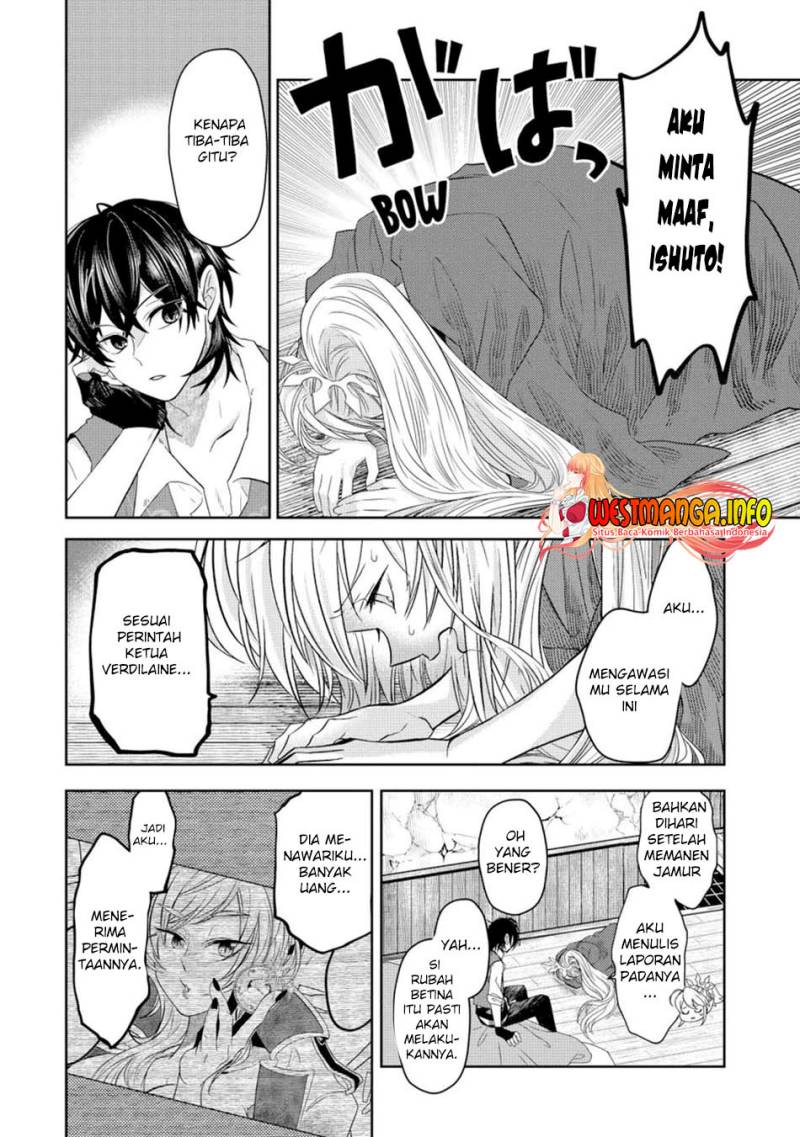 がばっ
BOW
AKU
MINTA
MAAF,
ISHUTO!
KENAPA
TIBA-TIBA
GITU?
WESTMANGA.INFO
Situs Baca Komik Berbahasa Indonesia
AKU...
MENGAWASI
MU SELAMA
INI
SESUAI
PERINTAH
KETUA
VERDILAINE...
BAHKAN
DIHARI
SETELAH
MEMANEN
JAMUR
AKU
MENULIS
LAPORAN
PADANYA
...
OH
YANG
BENER?
YAH...
SI
RUBAH
BETINA
ITU PASTI
AKAN
MELAKU-
KANNYA.
DIA ME-
NAWARIKU...
BANYAK
UANG...
JADI
AKU...
MENE-
RIMA
PERMIN-
TAANNYA.